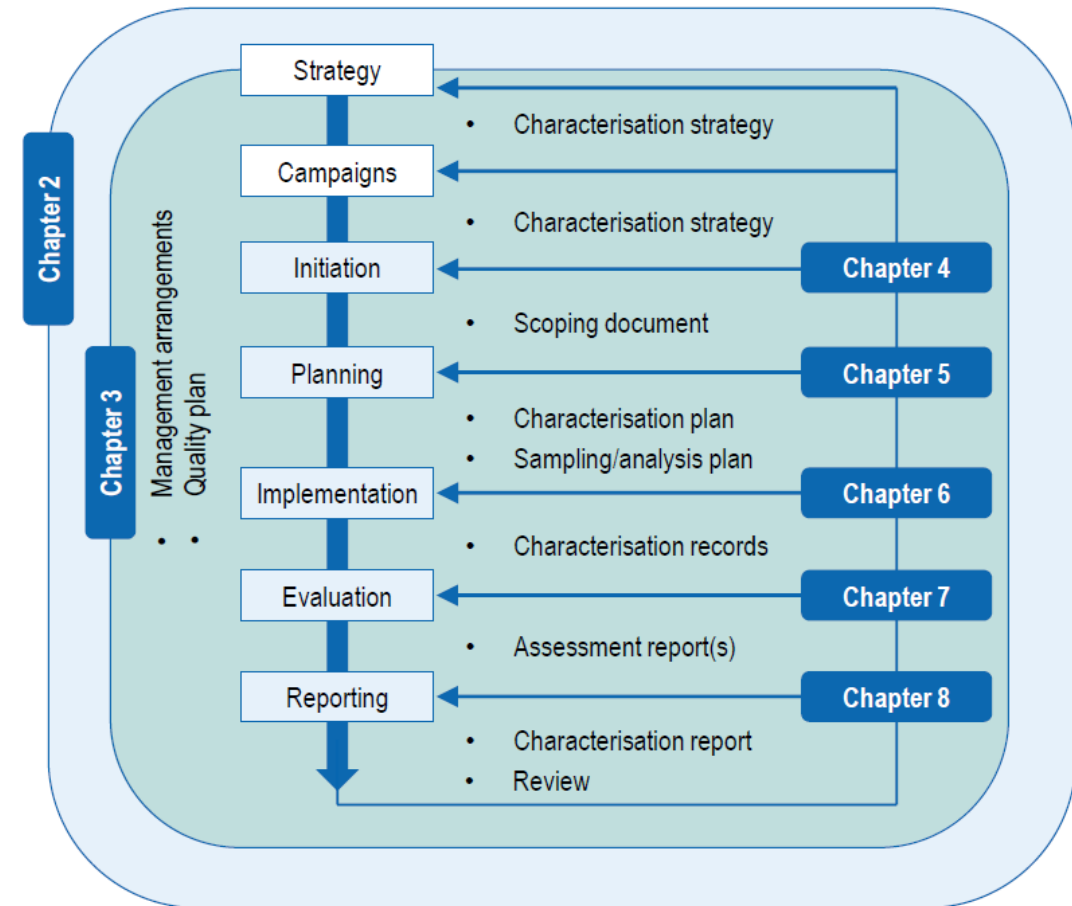 Strategy
• Characterisation strategy
Campaigns
• Characterisation strategy
Chapter 2
Initiation
Chapter 4
• Scoping document
Planning
Chapter 5
Chapter 3
• Management arrangements
• Quality plan
• Characterisation plan
• Sampling/analysis plan
Implementation
Chapter 6
• Characterisation records
Evaluation
Chapter 7
• Assessment report(s)
Reporting
Chapter 8
• Characterisation report
• Review